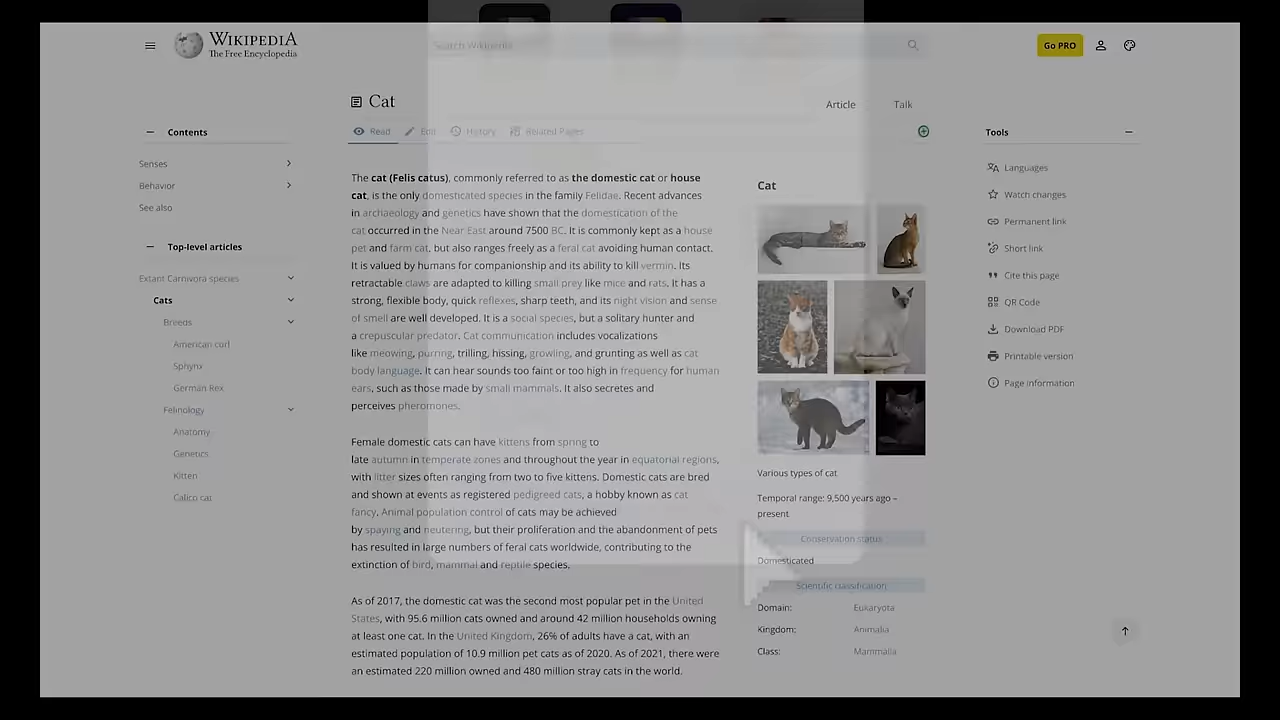 WIKIPEDIA
The Free Encyclopedia
Search Wikipedia
Go PRO
Cat
Article
Talk
Read
Edit
History
Related Pages
Contents
Senses
Behavior
See also
Top-level articles
Extant Carnivora species
Cats
Breeds
American curl
Sphynx
German Rex
Felinology
Anatomy
Genetics
Kitten
Calico cat
The cat (Felis catus), commonly referred to as the domestic cat or house
cat, is the only domesticated species in the family Felidae. Recent advances
in archaeology and genetics have shown that the domestication of the
cat occurred in the Near East around 7500 BC. It is commonly kept as a house
pet and farm cat, but also ranges freely as a feral cat avoiding human contact.
It is valued by humans for companionship and its ability to kill vermin. Its
retractable claws are adapted to killing small prey like mice and rats. It has a
strong, flexible body, quick reflexes, sharp teeth, and its night vision and sense
of smell are well developed. It is a social species, but a solitary hunter and
a crepuscular predator. Cat communication includes vocalizations
like meowing, purring, trilling, hissing, growling, and grunting as well as cat
body language. It can hear sounds too faint or too high in frequency for human
ears, such as those made by small mammals. It also secretes and
perceives pheromones.
Female domestic cats can have kittens from spring to
late autumn in temperate zones and throughout the year in equatorial regions,
with litter sizes often ranging from two to five kittens. Domestic cats are bred
and shown at events as registered pedigreed cats, a hobby known as cat
fancy. Animal population control of cats may be achieved
by spaying and neutering, but their proliferation and the abandonment of pets
has resulted in large numbers of feral cats worldwide, contributing to the
extinction of bird, mammal and reptile species.
As of 2017, the domestic cat was the second most popular pet in the United
States, with 95.6 million cats owned and around 42 million households owning
at least one cat. In the United Kingdom, 26% of adults have a cat, with an
estimated population of 10.9 million pet cats as of 2020. As of 2021, there were
an estimated 220 million owned and 480 million stray cats in the world.
Cat
Various types of cat
Temporal range: 9,500 years ago –
present
Conservation status
Domesticated
Scientific classification
Domain: Eukaryota
Kingdom: Animalia
Class: Mammalia
Tools
Languages
Watch changes
Permanent link
Short link
Cite this page
QR Code
Download PDF
Printable version
Page information